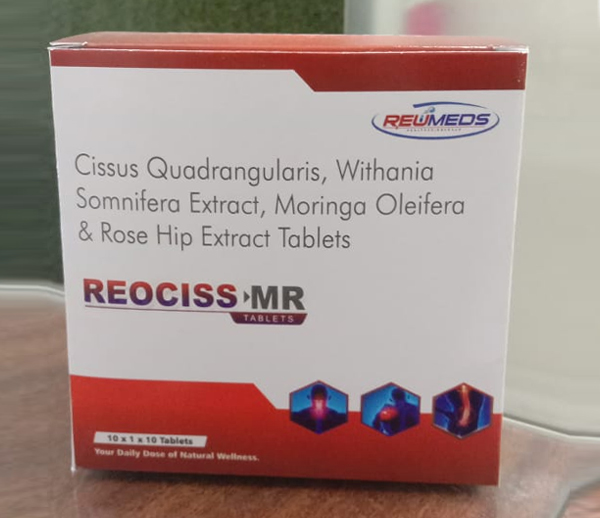 REUMEDS
Cissus Quadrangularis, Withania
Somnifera Extract, Moringa Oleifera
& Rose Hip Extract Tablets
REOCISS MR
TABLETS
10 x 1 x 10 Tablets
Your Daily Dose of Natural Wellness.